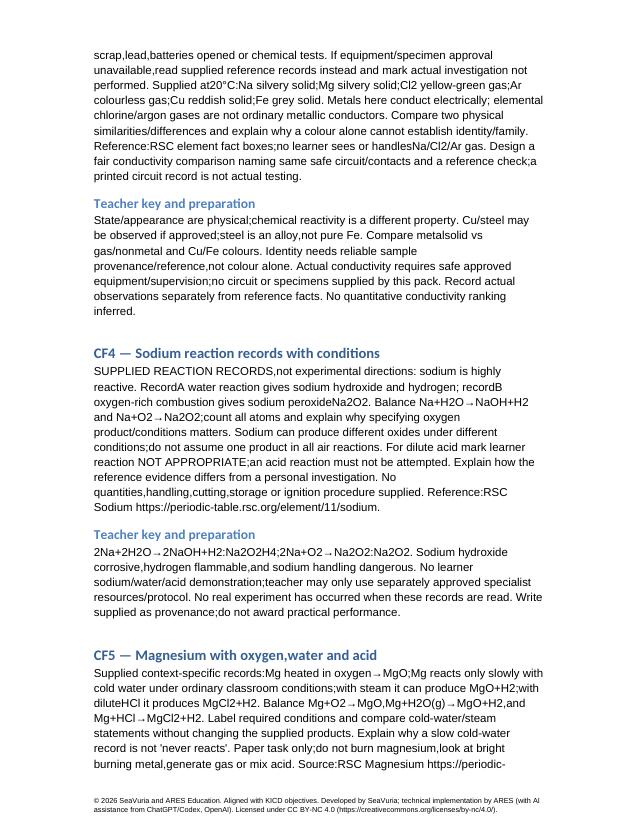 scrap,lead,batteries opened or chemical tests. If equipment/specimen approval
unavailable,read supplied reference records instead and mark actual investigation not
performed. Supplied at20°C:Na silvery solid;Mg silvery solid;Cl2 yellow-green gas;Ar
colourless gas;Cu reddish solid;Fe grey solid. Metals here conduct electrically; elemental
chlorine/argon gases are not ordinary metallic conductors. Compare two physical
similarities/differences and explain why a colour alone cannot establish identity/family.
Reference:RSC element fact boxes;no learner sees or handlesNa/Cl2/Ar gas. Design a
fair conductivity comparison naming same safe circuit/contacts and a reference check;a
printed circuit record is not actual testing.
Teacher key and preparation
State/appearance are physical;chemical reactivity is a different property. Cu/steel may
be observed if approved;steel is an alloy,not pure Fe. Compare metalsolid vs
gas/nonmetal and Cu/Fe colours. Identity needs reliable sample
provenance/reference,not colour alone. Actual conductivity requires safe approved
equipment/supervision;no circuit or specimens supplied by this pack. Record actual
observations separately from reference facts. No quantitative conductivity ranking
inferred.
CF4 — Sodium reaction records with conditions
SUPPLIED REACTION RECORDS,not experimental directions: sodium is highly
reactive. RecordA water reaction gives sodium hydroxide and hydrogen; recordB
oxygen-rich combustion gives sodium peroxideNa2O2. Balance Na+H2O→NaOH+H2
and Na+O2→Na2O2;count all atoms and explain why specifying oxygen
product/conditions matters. Sodium can produce different oxides under different
conditions;do not assume one product in all air reactions. For dilute acid mark learner
reaction NOT APPROPRIATE;an acid reaction must not be attempted. Explain how the
reference evidence differs from a personal investigation. No
quantities,handling,cutting,storage or ignition procedure supplied. Reference:RSC
Sodium https://periodic-table.rsc.org/element/11/sodium.
Teacher key and preparation
2Na+2H2O→2NaOH+H2:Na2O2H4;2Na+O2→Na2O2:Na2O2. Sodium hydroxide
corrosive,hydrogen flammable,and sodium handling dangerous. No learner
sodium/water/acid demonstration;teacher may only use separately approved specialist
resources/protocol. No real experiment has occurred when these records are read. Write
supplied as provenance;do not award practical performance.
CF5 — Magnesium with oxygen,water and acid
Supplied context-specific records:Mg heated in oxygen→MgO;Mg reacts only slowly with
cold water under ordinary classroom conditions;with steam it can produce MgO+H2;with
diluteHCl it produces MgCl2+H2. Balance Mg+O2→MgO,Mg+H2O(g)→MgO+H2,and
Mg+HCl→MgCl2+H2. Label required conditions and compare cold-water/steam
statements without changing the supplied products. Explain why a slow cold-water
record is not 'never reacts'. Paper task only;do not burn magnesium,look at bright
burning metal,generate gas or mix acid. Source:RSC Magnesium https://periodic-
© 2026 SeaVuria and ARES Education. Aligned with KICD objectives. Developed by SeaVuria; technical implementation by ARES (with AI
assistance from ChatGPT/Codex, OpenAI). Licensed under CC BY-NC 4.0 (https://creativecommons.org/licenses/by-nc/4.0/).